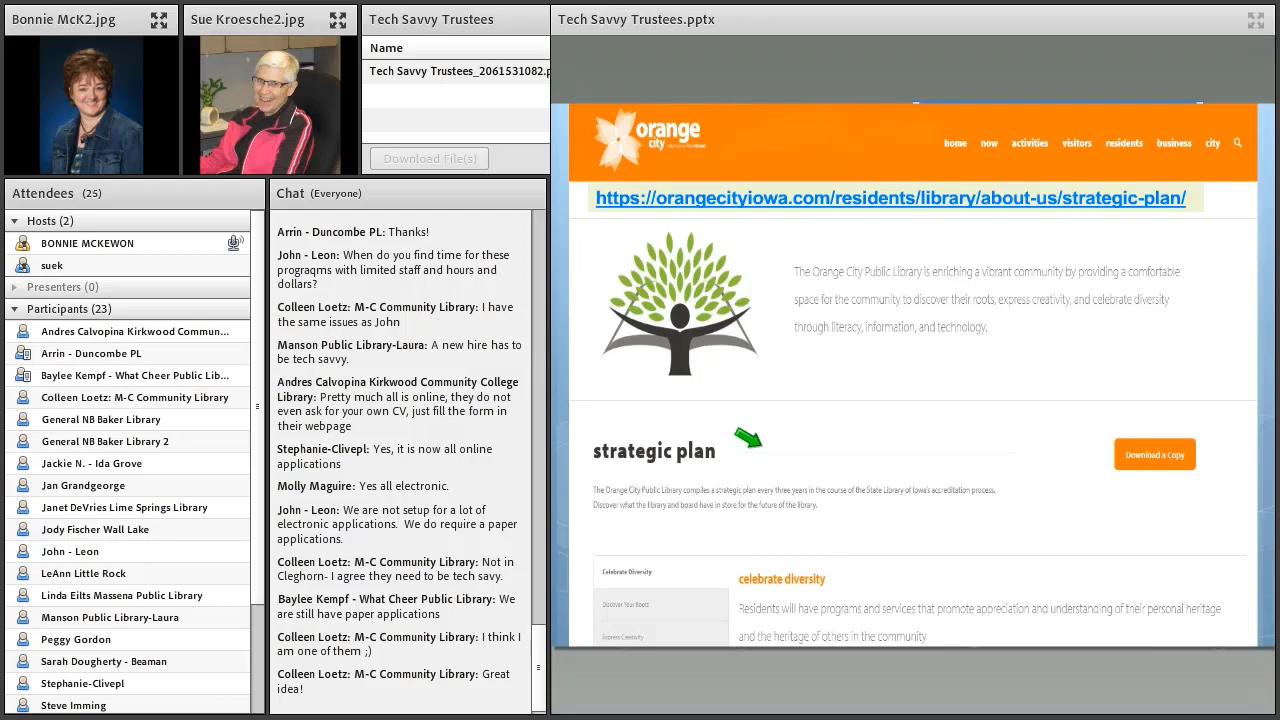 Bonnie McK2.jpg
Sue Kroesche2.jpg
Tech Savvy Trustees
Name
Tech Savvy Trustees_2061531082.p
Download File(s)
Attendees (25)
Hosts (2)
BONNIE MCKEWON
suek
Presenters (0)
Participants (23)
Andres Calvopina Kirkwood Commun...
Arrin - Duncombe PL
Baylee Kempf - What Cheer Public Lib...
Colleen Loetz: M-C Community Library
General NB Baker Library
General NB Baker Library 2
Jackie N. - Ida Grove
Jan Grandgeorge
Janet DeVries Lime Springs Library
Jody Fischer Wall Lake
John - Leon
LeAnn Little Rock
Linda Eilts Massena Public Library
Manson Public Library-Laura
Peggy Gordon
Sarah Dougherty - Beaman
Stephanie-Clivepl
Steve Imming
Chat (Everyone)
Arrin - Duncombe PL: Thanks!
John - Leon: When do you find time for these
prograqms with limited staff and hours and
dollars?
Colleen Loetz: M-C Community Library: I have
the same issues as John
Manson Public Library-Laura: A new hire has to
be tech savvy.
Andres Calvopina Kirkwood Community College
Library: Pretty much all is online, they do not
even ask for your own CV, just fill the form in
their webpage
Stephanie-Clivepl: Yes, it is now all online
applications
Molly Maguire: Yes all electronic.
John - Leon: We are not setup for a lot of
electronic applications. We do require a paper
applications.
Colleen Loetz: M-C Community Library: Not in
Cleghorn- I agree they need to be tech savy.
Baylee Kempf - What Cheer Public Library: We
are still have paper applications
Colleen Loetz: M-C Community Library: I think I
am one of them ;)
Colleen Loetz: M-C Community Library: Great
idea!
Tech Savvy Trustees.pptx
orange
city
home now activities visitors residents business city
https://orangecityiowa.com/residents/library/about-us/strategic-plan/
The Orange City Public Library is enriching a vibrant community by providing a comfortable
space for the community to discover their roots, express creativity, and celebrate diversity
through literacy, information, and technology.
strategic plan
Download a Copy
The Orange City Public Library compiles a strategic plan every three years in the course of the State Library of Iowa's accreditation process.
Discover what the library and board have in store for the future of the library.
Celebrate Diversity
Discover Your Roots
Express Creativity
celebrate diversity
Residents will have programs and services that promote appreciation and understanding of their personal heritage
and the heritage of others in the community